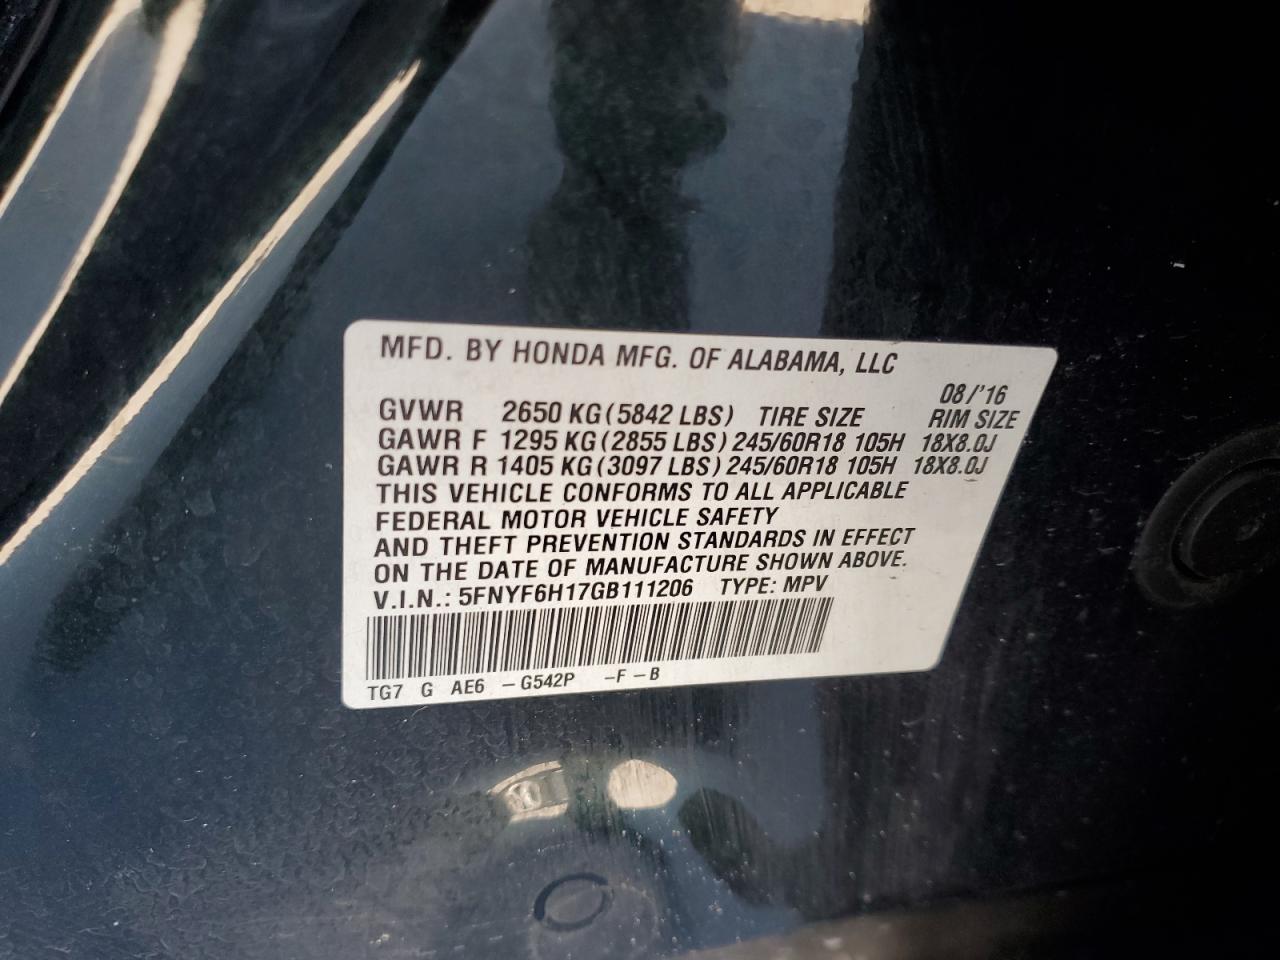 MFD. BY HONDA MFG. OF ALABAMA, LLC
08/'16
GVWR 2650 KG (5842 LBS) TIRE SIZE RIM SIZE
GAWR F 1295 KG (2855 LBS) 245/60R18 105H 18X8.0J
GAWR R 1405 KG (3097 LBS) 245/60R18 105H 18X8.0J
THIS VEHICLE CONFORMS TO ALL APPLICABLE
FEDERAL MOTOR VEHICLE SAFETY
AND THEFT PREVENTION STANDARDS IN EFFECT
ON THE DATE OF MANUFACTURE SHOWN ABOVE.
V.I.N.: 5FNYF6H17GB111206 TYPE: MPV
TG7 G AE6 -G542P -F-B